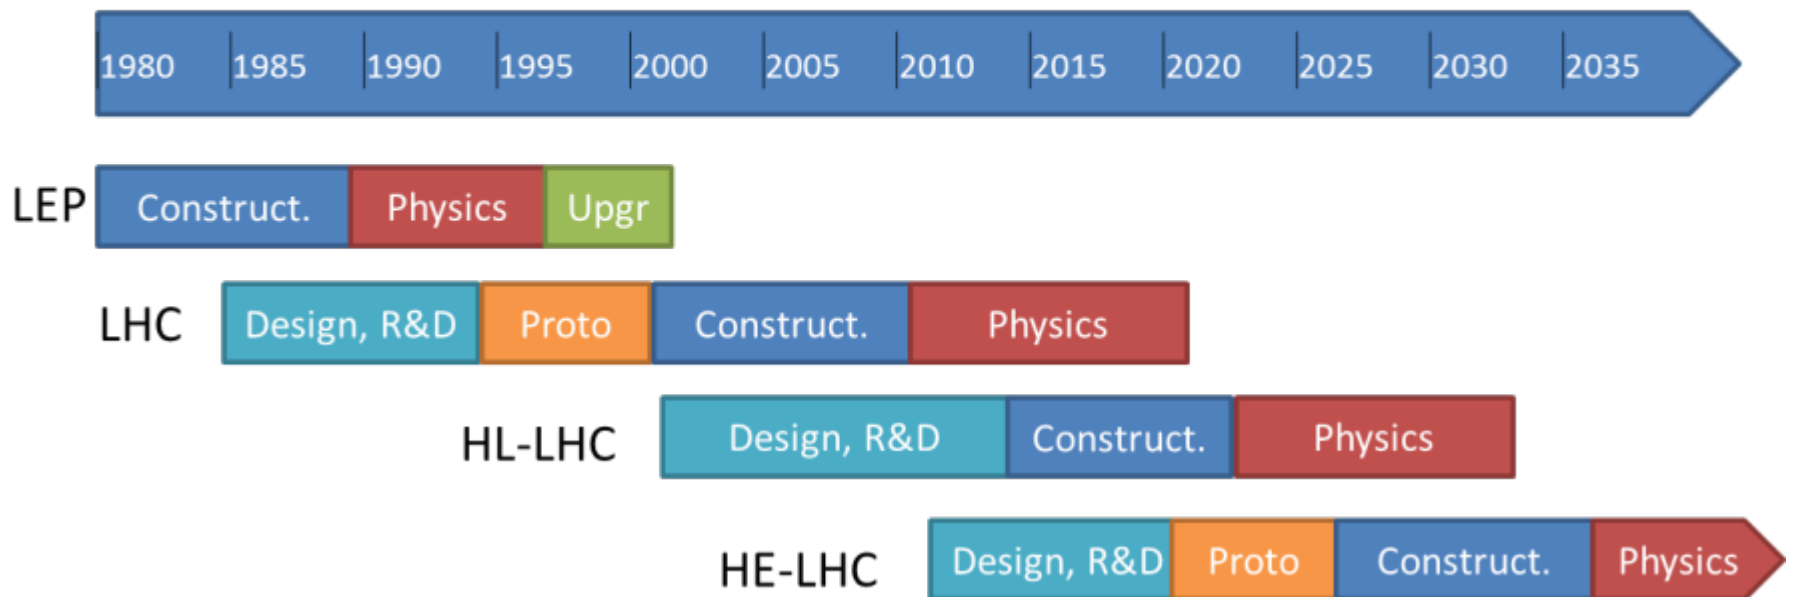 1980 1985 1990 1995 2000 2005 2010 2015 2020 2025 2030 2035
LEP Construct. Physics Upgr
LHC Design, R&D Proto Construct. Physics
HL-LHC Design, R&D Construct. Physics
HE-LHC Design, R&D Proto Construct. Physics